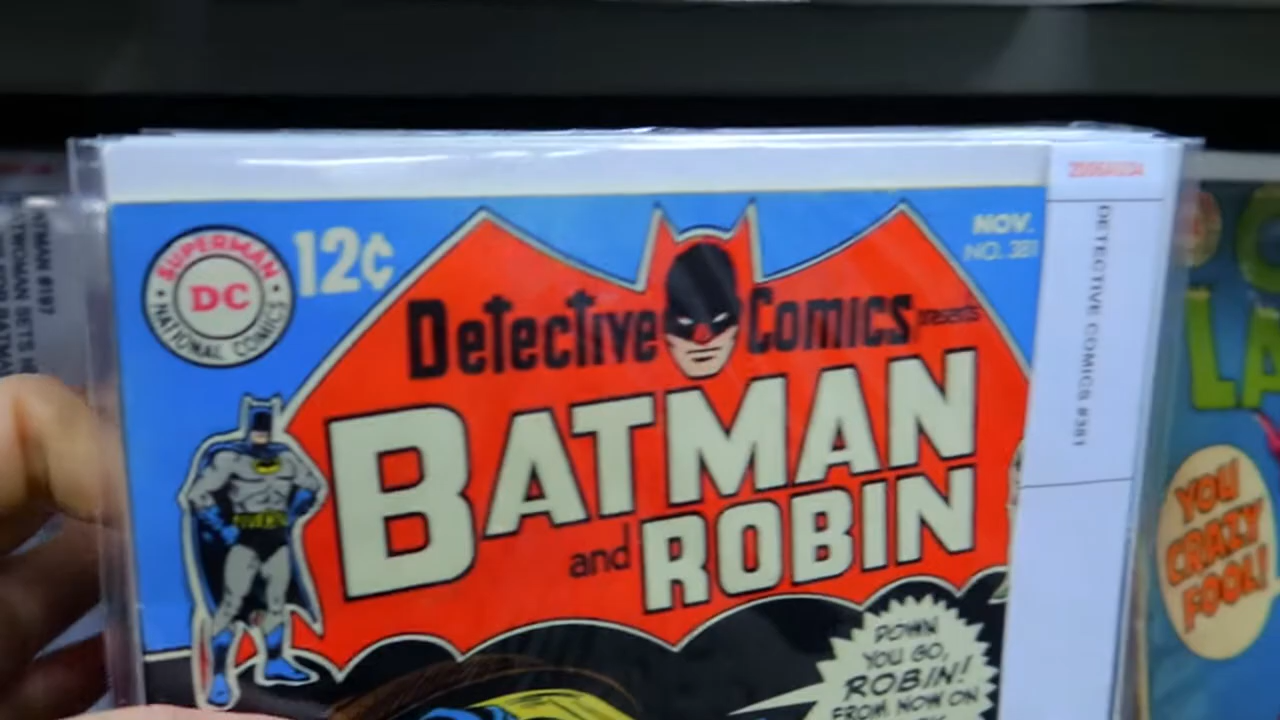 SUPERMAN
DC
NATIONAL COMICS
12¢
NOV.
NO. 381
Detective Comics presents
BATMAN
and ROBIN
DOWN
YOU GO,
ROBIN!
FROM NOW ON
DETECTIVE COMICS #381
YOU
CRAZY
FOOL!
LA